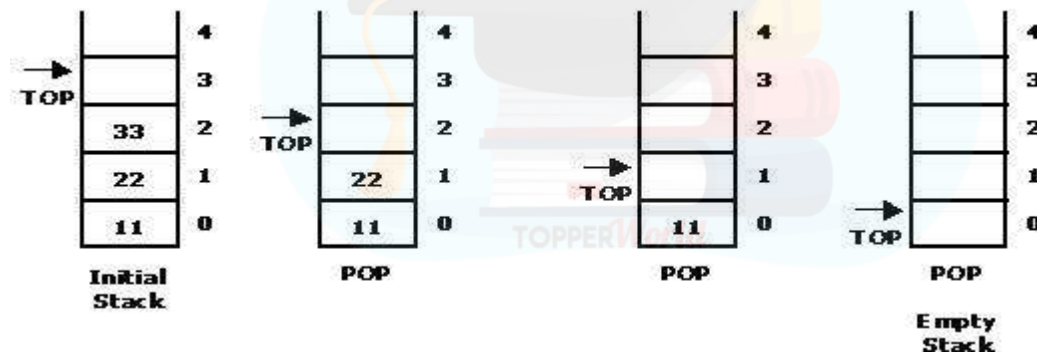 4 4 4 4
TOP 3 3 3 3
33 2 TOP 2 2 2
22 1 22 1 TOP 1 1
11 0 11 0 11 0 TOP 0
TOPPERWorld
Initial Stack POP POP POP
Empty Stack